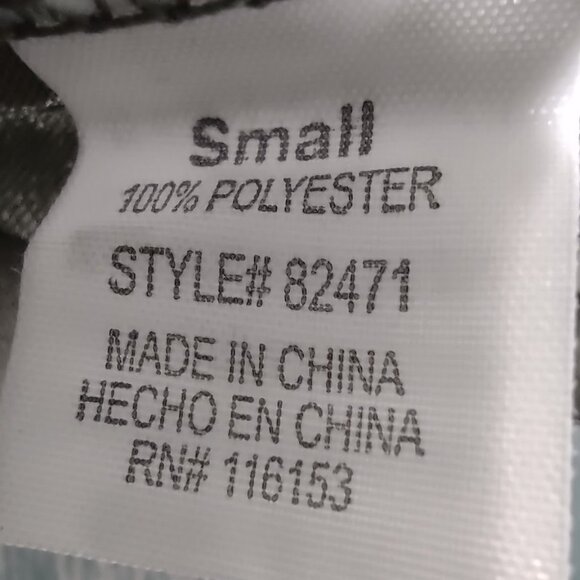 Small
100% POLYESTER
STYLE# 82471
MADE IN CHINA
HECHO EN CHINA
RN# 116153